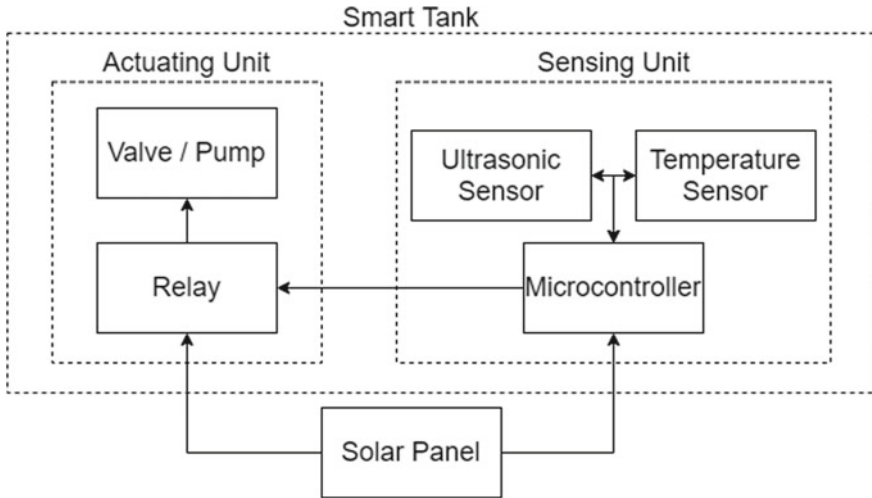 Smart Tank
Actuating Unit
Sensing Unit
Valve / Pump
Ultrasonic
Sensor
Temperature
Sensor
Relay
Microcontroller
Solar Panel